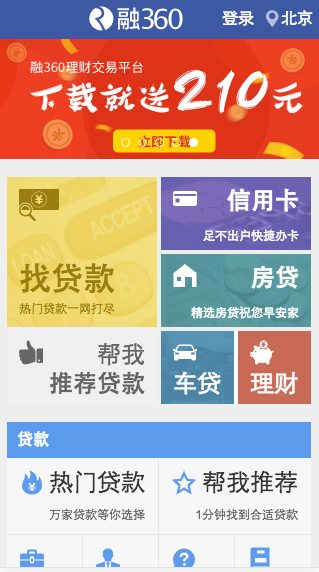 融360
登录
北京
融360理财交易平台
下载就送210元
立即下载
找贷款
热门贷款一网打尽
LOAN
ACCEPT
信用卡
足不出户快捷办卡
房贷
精选房贷祝您早安家
帮我
推荐贷款
车贷
理财
贷款
热门贷款
万家贷款等你选择
帮我推荐
1分钟找到合适贷款